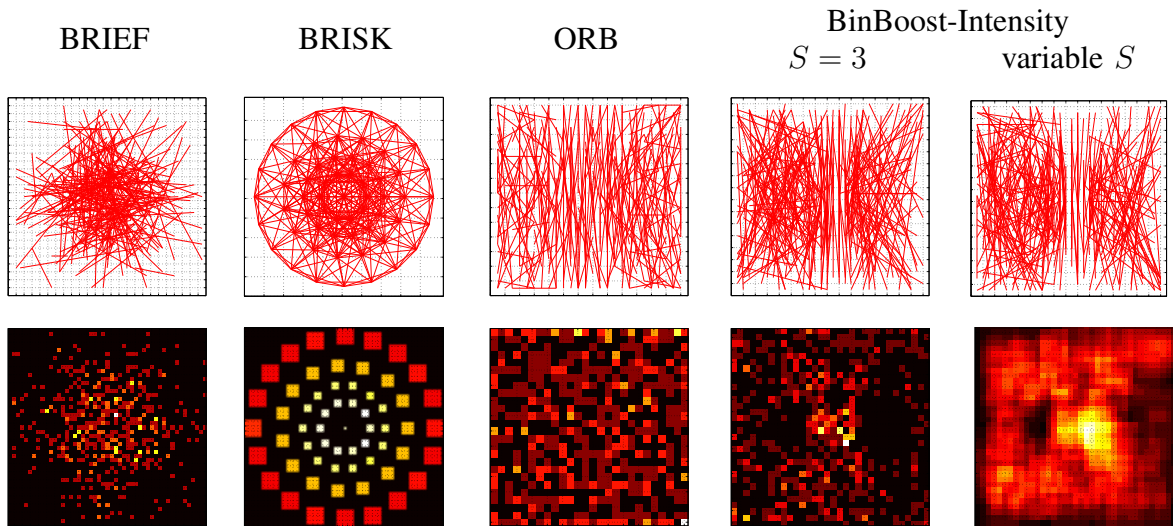 BRIEF
BRISK
ORB
BinBoost-Intensity
S = 3
variable S